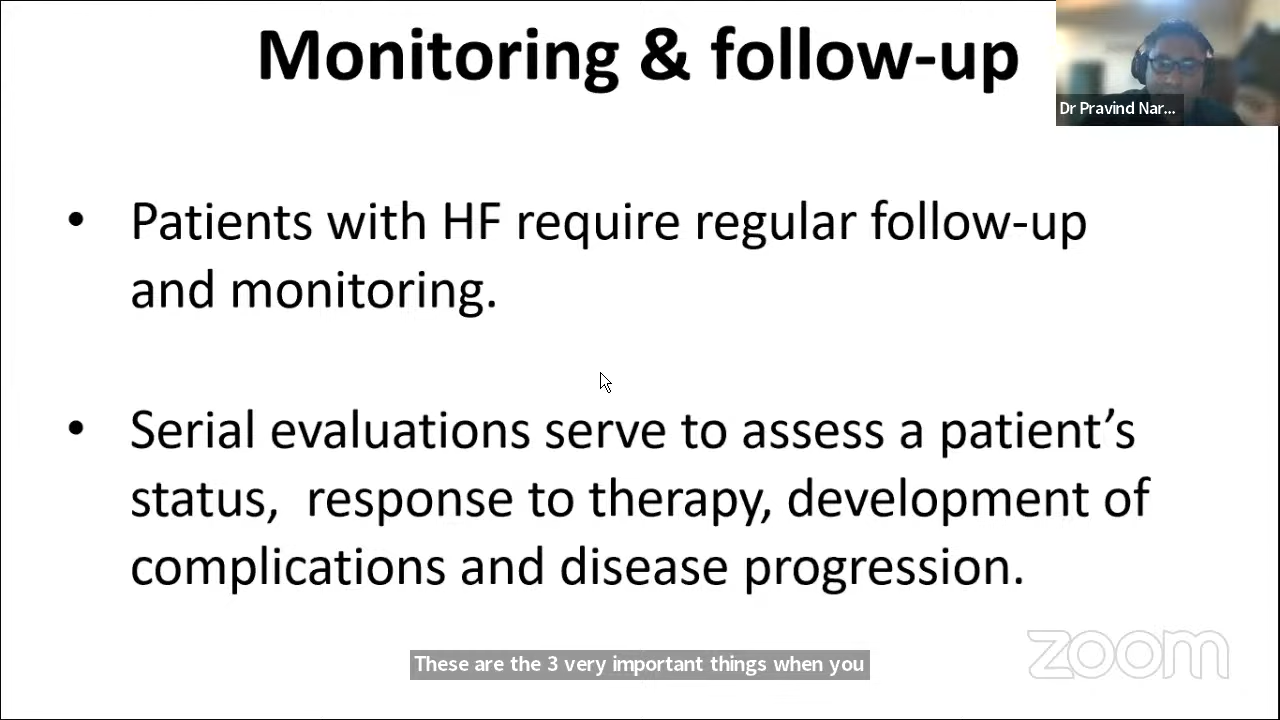 Monitoring & follow-up
Dr Pravind Nar...
• Patients with HF require regular follow-up
and monitoring.
• Serial evaluations serve to assess a patient’s
status,  response to therapy, development of
complications and disease progression.
These are the 3 very important things when you
zoom